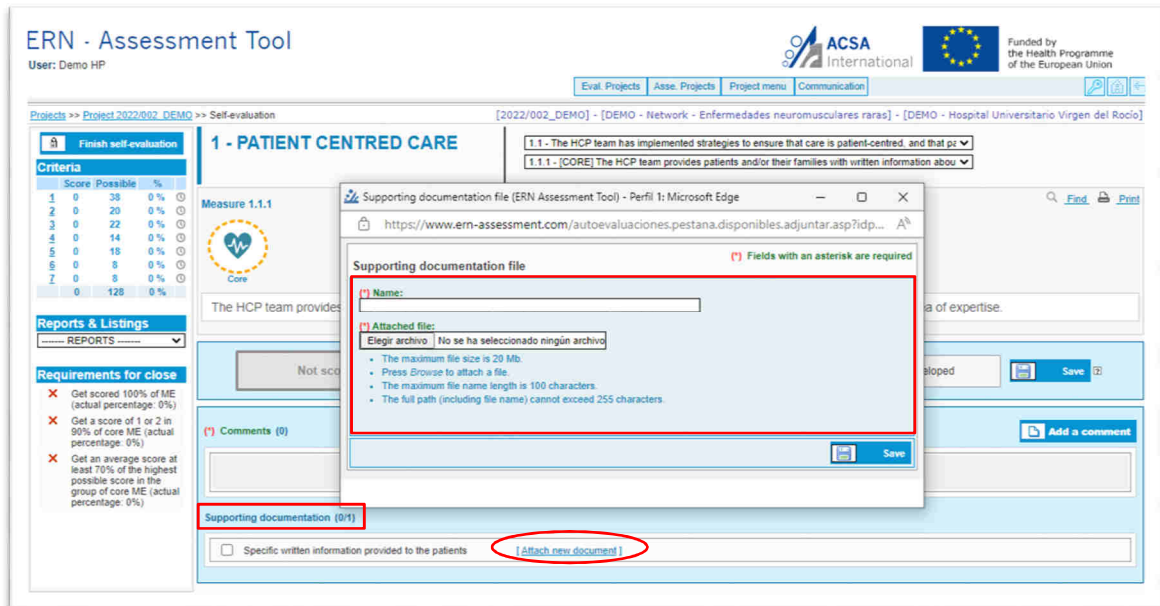 ERN - Assessment Tool
User: Demo HP
ACSA
International
Funded by
the Health Programme
of the European Union
Eval. Projects
Asse. Projects
Project menu
Communication
Projects >> Project 2022/002_DEMO >> Self-evaluation
[2022/002_DEMO] - [DEMO - Network - Enfermedades neuromusculares raras] - [DEMO - Hospital Universitario Virgen del Rocío]
Finish self-evaluation
Criteria
Score Possible %
1 0 38 0 %
2 0 20 0 %
3 0 22 0 %
4 0 14 0 %
5 0 18 0 %
6 0 8 0 %
7 0 8 0 %
0 128 0 %
Reports & Listings
------- REPORTS -------
Requirements for close
Get scored 100% of ME
(actual percentage: 0%)
Get a score of 1 or 2 in
90% of core ME (actual
percentage: 0%)
Get an average score at
least 70% of the highest
possible score in the
group of core ME (actual
percentage: 0%)
1 - PATIENT CENTRED CARE
1.1 - The HCP team has implemented strategies to ensure that care is patient-centred, and that pa
1.1.1 - [CORE] The HCP team provides patients and/or their families with written information abou
Measure 1.1.1
Core
Find
Print
The HCP team provides
a of expertise.
Not sco
eloped
Save
(*) Comments (0)
Add a comment
Supporting documentation (0/1)
Specific written information provided to the patients
[ Attach new document ]
Supporting documentation file (ERN Assessment Tool) - Perfil 1: Microsoft Edge
https://www.ern-assessment.com/autoevaluaciones.pestana.disponibles.adjuntar.asp?idp...
Supporting documentation file
(*) Fields with an asterisk are required
(*) Name:
(*) Attached file:
Elegir archivo No se ha seleccionado ningún archivo
• The maximum file size is 20 Mb.
• Press Browse to attach a file.
• The maximum file name length is 100 characters.
• The full path (including file name) cannot exceed 255 characters.
Save